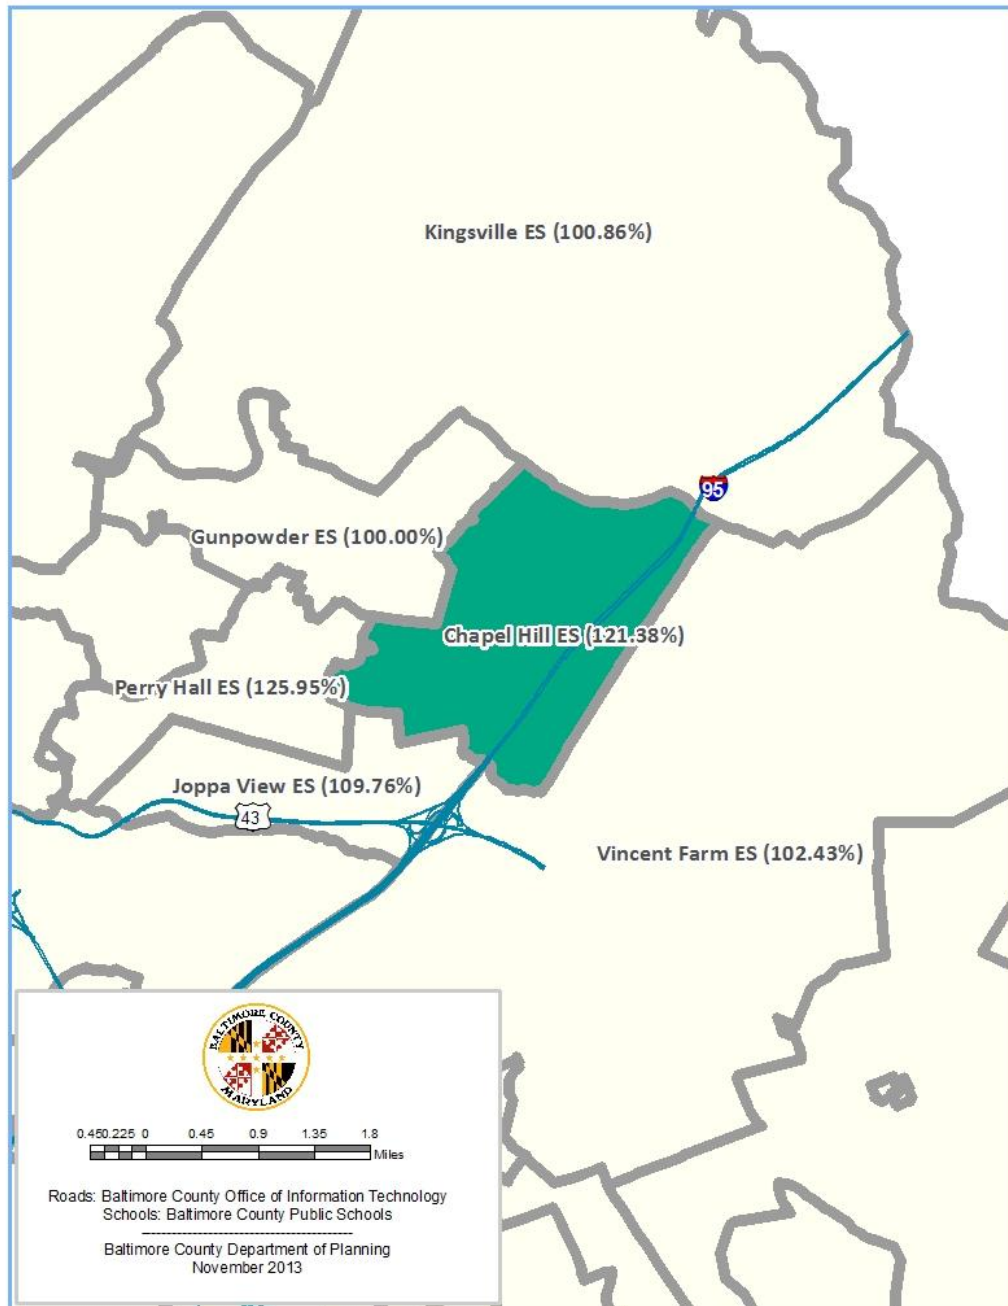 Kingsville ES (100.86%)
95
Gunpowder ES (100.00%)
Chapel Hill ES (121.38%)
Perry Hall ES (125.95%)
Joppa View ES (109.76%)
43
Vincent Farm ES (102.43%)
BALTIMORE COUNTY
MARYLAND
0.450.225 0 0.45 0.9 1.35 1.8
Miles
Roads: Baltimore County Office of Information Technology
Schools: Baltimore County Public Schools
Baltimore County Department of Planning
November 2013